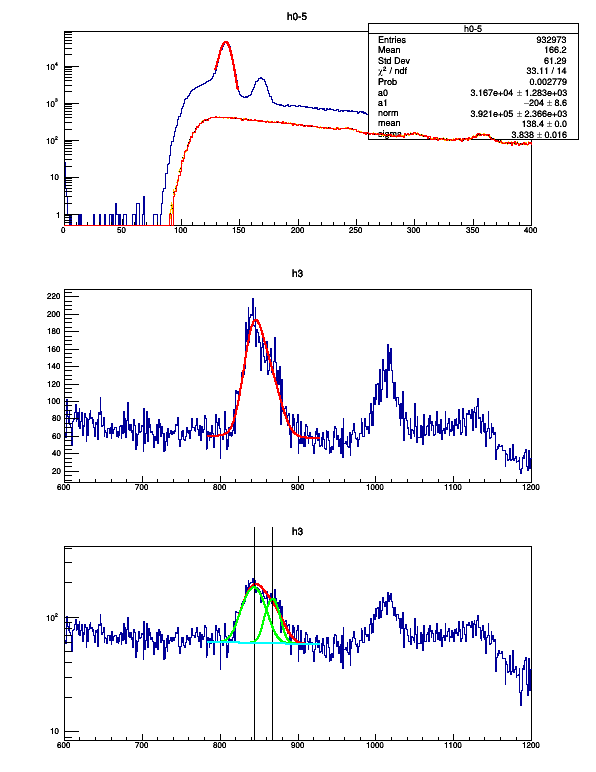 h0-5
h0-5
Entries 932973
Mean 166.2
Std Dev 61.29
χ² / ndf 33.11 / 14
Prob 0.002779
a0 3.167e+04 ± 1.283e+03
a1 −204 ± 8.6
norm 3.921e+05 ± 2.366e+03
mean 138.4 ± 0.0
sigma 3.838 ± 0.016
10⁴
10³
10²
10
1
0 50 100 150 200 250 300 350 400
h3
220
200
180
160
140
120
100
80
60
40
20
600 700 800 900 1000 1100 1200
h3
10²
10
600 700 800 900 1000 1100 1200